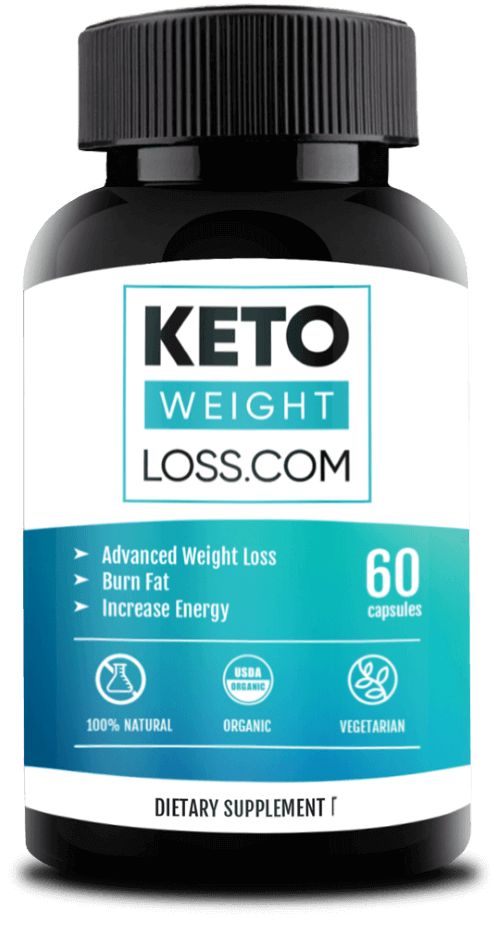 KETO
WEIGHT
LOSS.COM
➤ Advanced Weight Loss
➤ Burn Fat
➤ Increase Energy
60
capsules
USDA
ORGANIC
100% NATURAL
ORGANIC
VEGETARIAN
DIETARY SUPPLEMENT